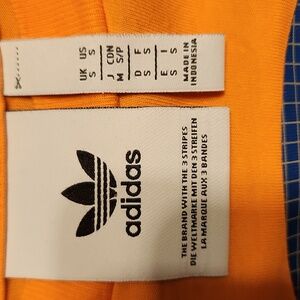 US S
UK S
CDN S/P
J M
F S
D S
I S
E S
MADE IN
INDONESIA
adidas
THE BRAND WITH THE 3 STRIPES
DIE WELTMARKE MIT DEN 3 STREIFEN
LA MARQUE AUX 3 BANDES